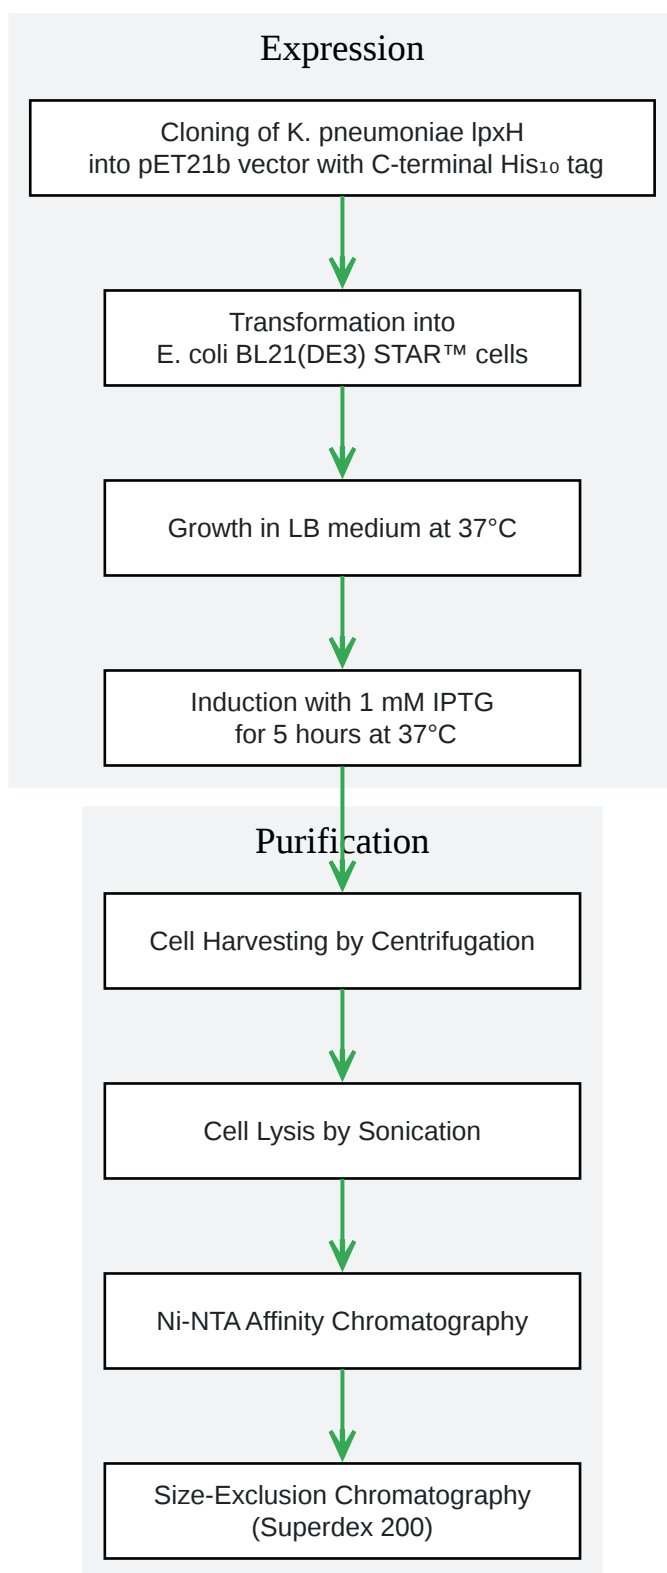 Expression
Cloning of K. pneumoniae lpxH
into pET21b vector with C-terminal His₁₀ tag
Transformation into
E. coli BL21(DE3) STAR™ cells
Growth in LB medium at 37°C
Induction with 1 mM IPTG
for 5 hours at 37°C
Purification
Cell Harvesting by Centrifugation
Cell Lysis by Sonication
Ni-NTA Affinity Chromatography
Size-Exclusion Chromatography
(Superdex 200)